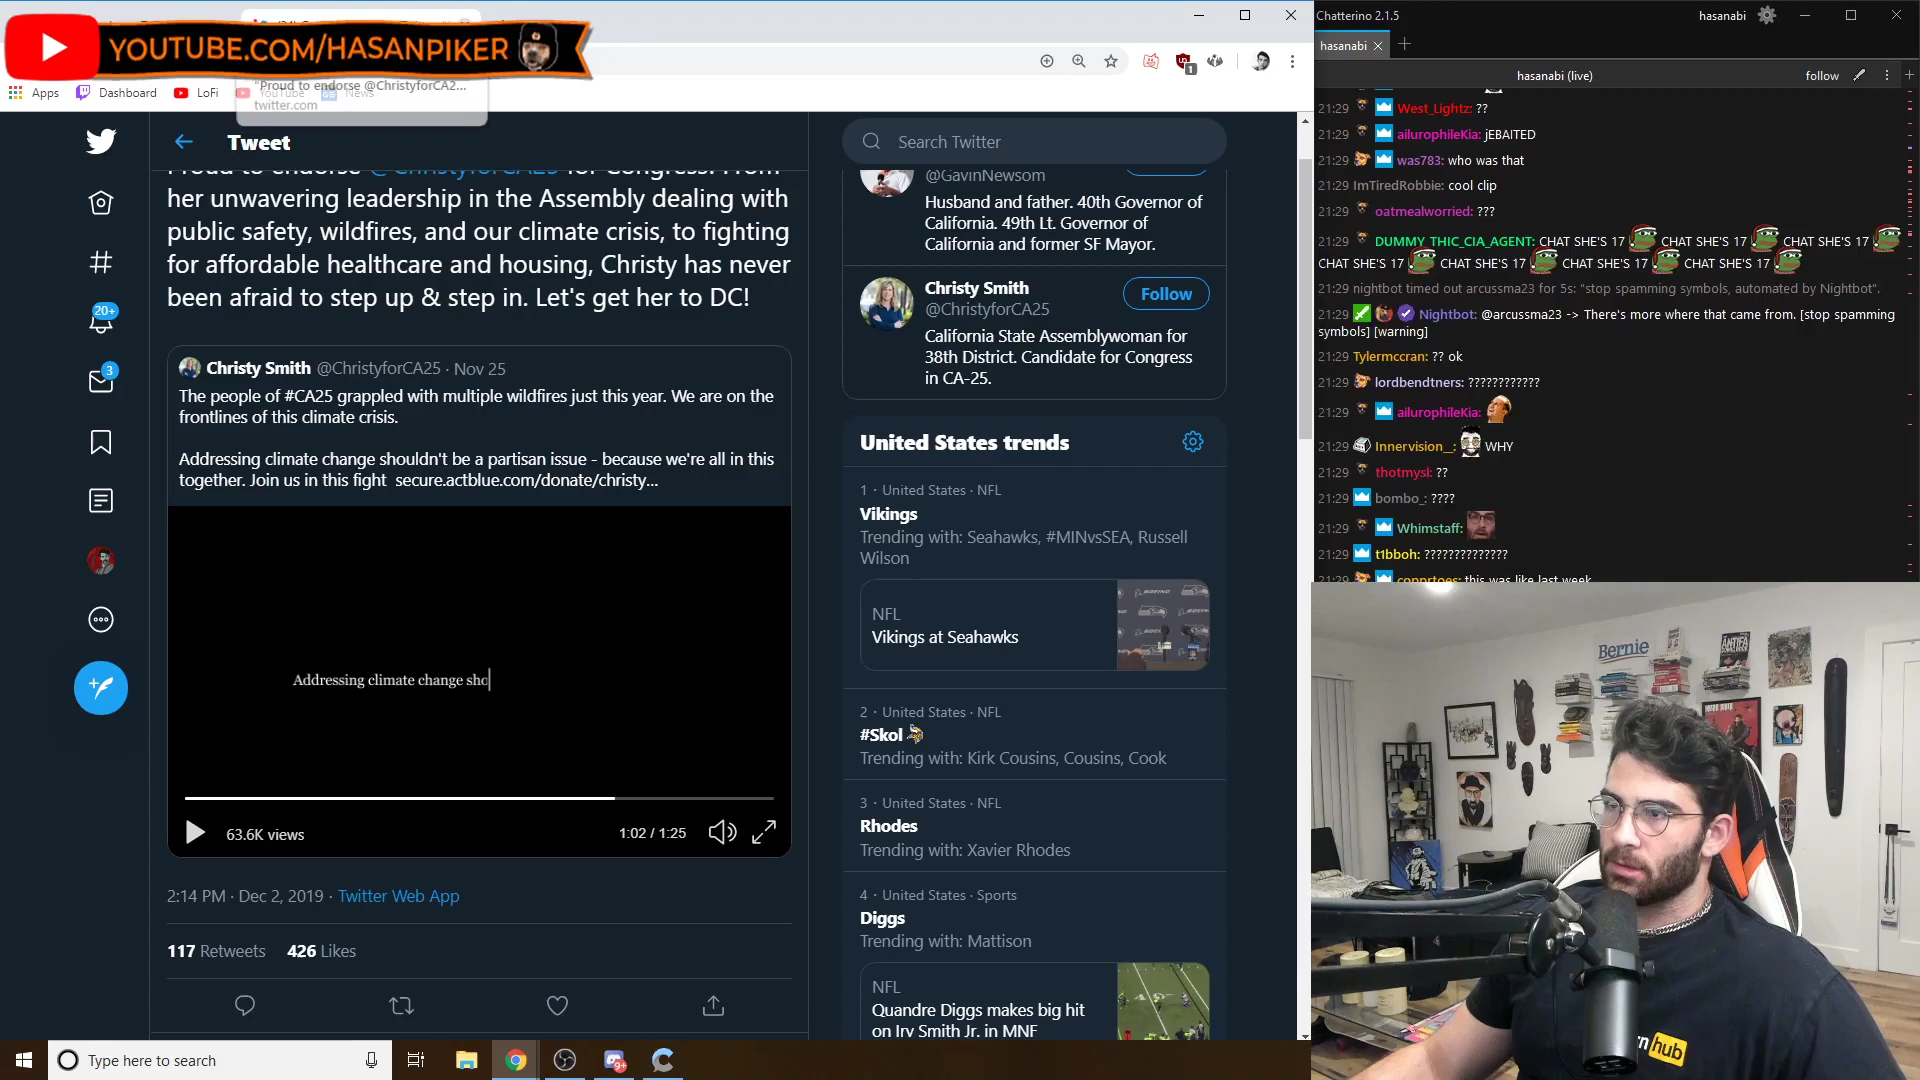 YOUTUBE.COM/HASANPIKER
"Proud to endorse @ChristyforCA2...
twitter.com
Apps
Dashboard
LoFi
YouTube
News
Tweet
Proud to endorse @ChristyforCA25 for Congress. From
her unwavering leadership in the Assembly dealing with
public safety, wildfires, and our climate crisis, to fighting
for affordable healthcare and housing, Christy has never
been afraid to step up & step in. Let's get her to DC!
Christy Smith @ChristyforCA25 · Nov 25
The people of #CA25 grappled with multiple wildfires just this year. We are on the
frontlines of this climate crisis.
Addressing climate change shouldn't be a partisan issue - because we're all in this
together. Join us in this fight secure.actblue.com/donate/christy...
Addressing climate change sho
63.6K views
1:02 / 1:25
2:14 PM · Dec 2, 2019 · Twitter Web App
117 Retweets 426 Likes
20+
3
Search Twitter
@GavinNewsom
Husband and father. 40th Governor of
California. 49th Lt. Governor of
California and former SF Mayor.
Christy Smith
@ChristyforCA25
Follow
California State Assemblywoman for
38th District. Candidate for Congress
in CA-25.
United States trends
1 · United States · NFL
Vikings
Trending with: Seahawks, #MINvsSEA, Russell
Wilson
NFL
Vikings at Seahawks
2 · United States · NFL
#Skol
Trending with: Kirk Cousins, Cousins, Cook
3 · United States · NFL
Rhodes
Trending with: Xavier Rhodes
4 · United States · Sports
Diggs
Trending with: Mattison
NFL
Quandre Diggs makes big hit
on Irv Smith Jr. in MNF
Type here to search
Chatterino 2.1.5
hasanabi
hasanabi
hasanabi (live)
follow
21:29 West_Lightz: ??
21:29 ailurophileKia: jEBAITED
21:29 was783: who was that
21:29 ImTiredRobbie: cool clip
21:29 oatmealworried: ???
21:29 DUMMY_THIC_CIA_AGENT: CHAT SHE'S 17 CHAT SHE'S 17 CHAT SHE'S 17
CHAT SHE'S 17 CHAT SHE'S 17 CHAT SHE'S 17 CHAT SHE'S 17
21:29 nightbot timed out arcussma23 for 5s: "stop spamming symbols, automated by Nightbot".
21:29 Nightbot: @arcussma23 -> There's more where that came from. [stop spamming
symbols] [warning]
21:29 Tylermccran: ?? ok
21:29 lordbendtners: ????????????
21:29 ailurophileKia:
21:29 Innervision_: WHY
21:29 thotmysl: ??
21:29 bombo_: ????
21:29 Whimstaff:
21:29 t1bboh: ??????????????
21:29 copprtoes: this was like last week
Bernie
ANTIFA
hub